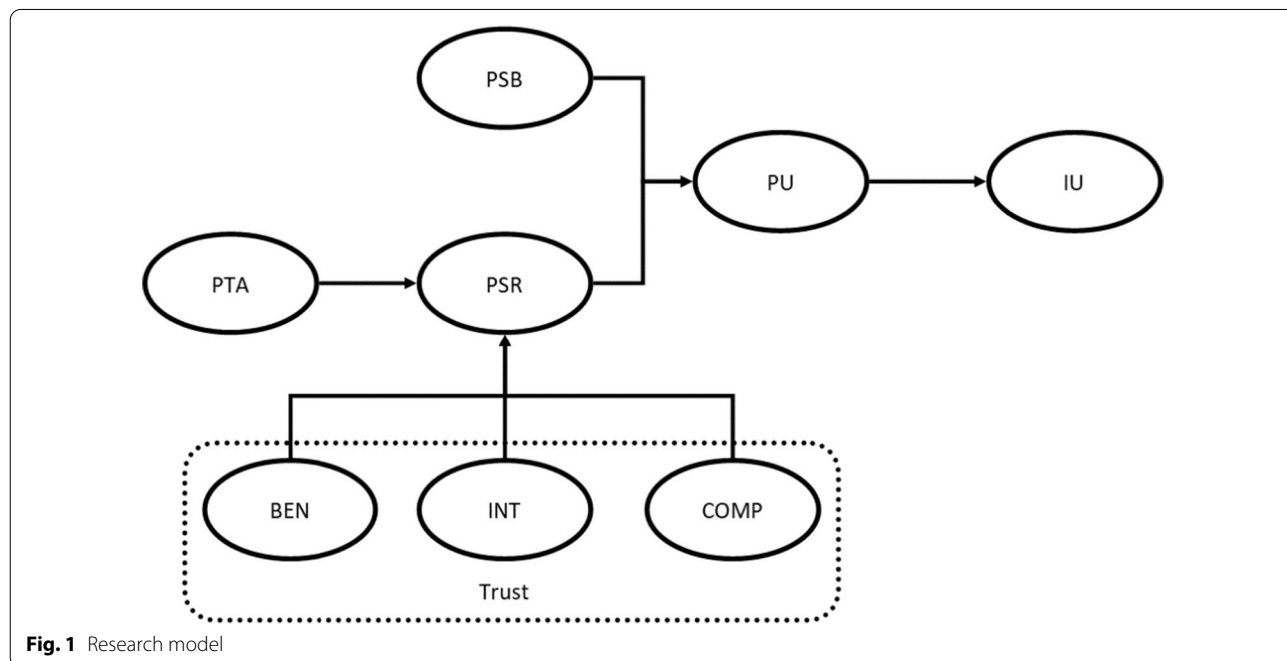 PSB
PU
IU
PTA
PSR
BEN
INT
COMP
Trust
Fig. 1 Research model